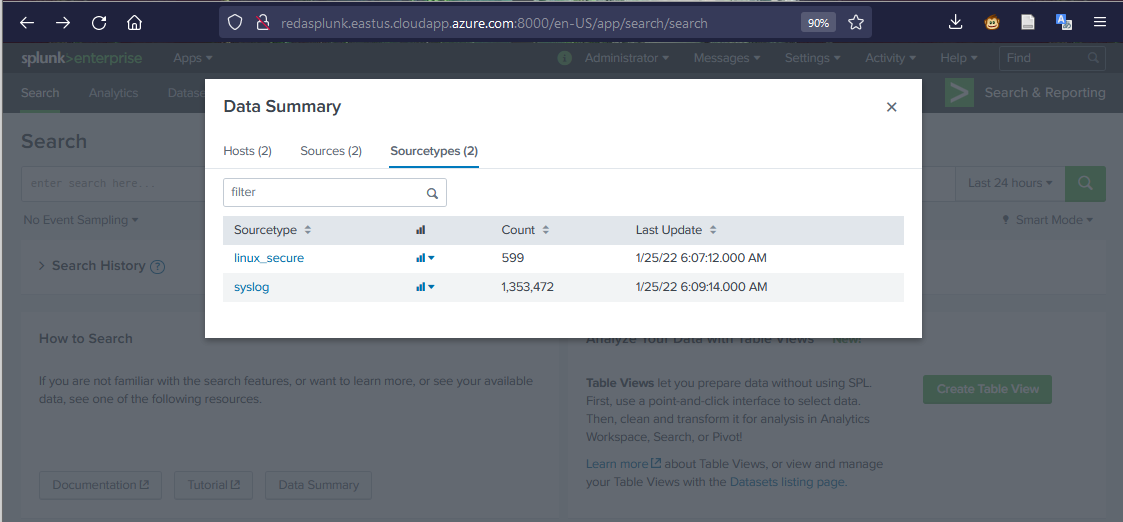 redasplunk.eastus.cloudapp.azure.com:8000/en-US/app/search/search 90%
splunk>enterprise Apps Administrator Messages Settings Activity Help Find
Search Analytics Datase Search & Reporting
Data Summary
Search
Hosts (2) Sources (2) Sourcetypes (2)
enter search here... Last 24 hours
filter
No Event Sampling Smart Mode
Sourcetype Count Last Update
linux_secure 599 1/25/22 6:07:12.000 AM
syslog 1,353,472 1/25/22 6:09:14.000 AM
Search History
How to Search
Analyze Your Data with Table Views New!
If you are not familiar with the search features, or want to learn more, or see your available
data, see one of the following resources.
Documentation Tutorial Data Summary
Table Views let you prepare data without using SPL.
First, use a point-and-click interface to select data.
Then, clean and transform it for analysis in Analytics
Workspace, Search, or Pivot!
Create Table View
Learn more about Table Views, or view and manage
your Table Views with the Datasets listing page.